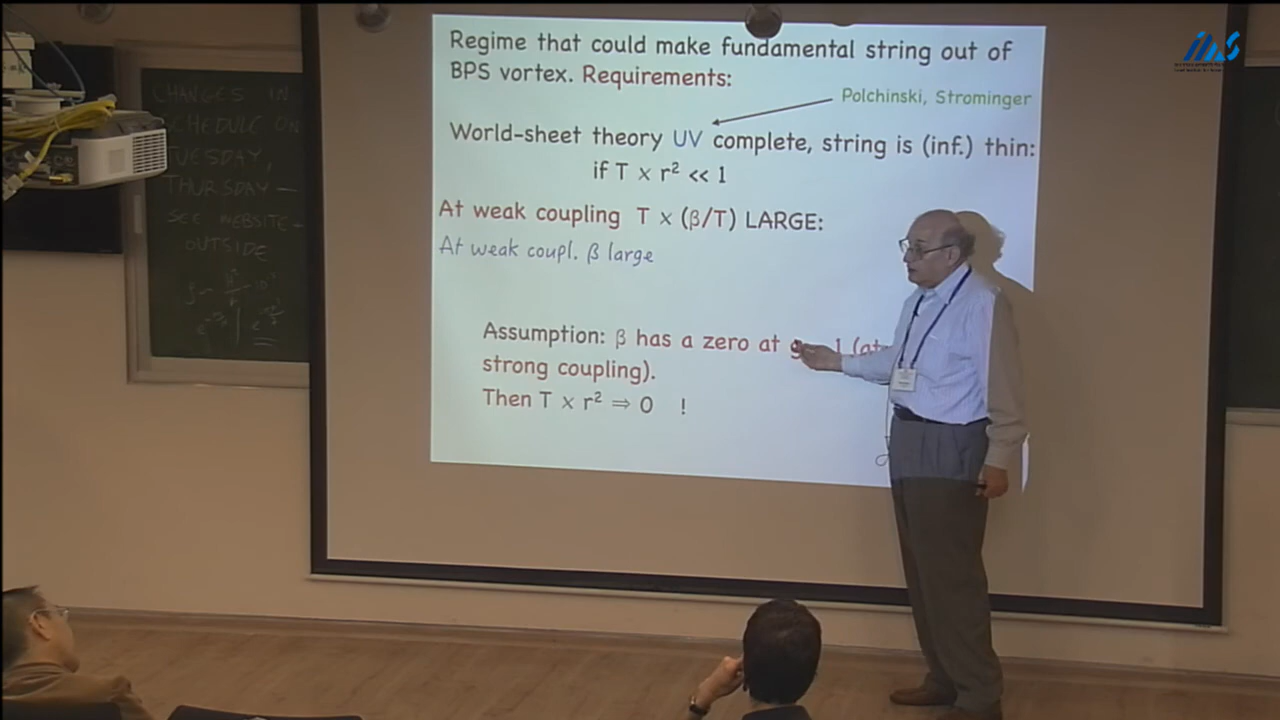 Regime that could make fundamental string out of
BPS vortex. Requirements:
Polchinski, Strominger
World-sheet theory UV complete, string is (inf.) thin:
if T × r² << 1
At weak coupling T × (β/T) LARGE:
At weak coupl. β large
Assumption: β has a zero at
strong coupling).
Then T × r² ⇒ 0 !
CHANGES IN
SCHEDULE ON
TUESDAY,
THURSDAY —
SEE WEBSITE +
OUTSIDE